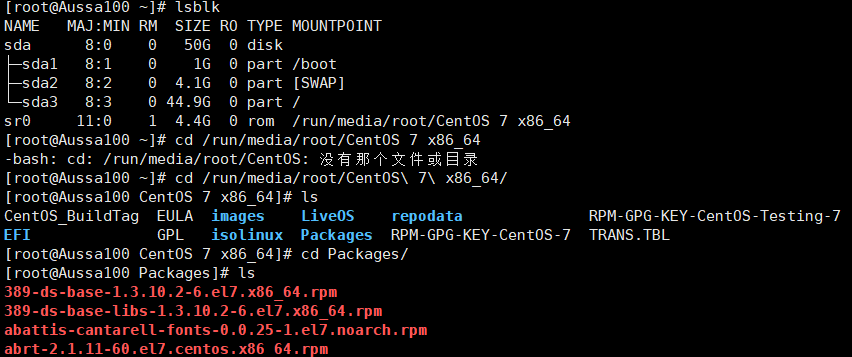 [root@Aussa100 ~]# lsblk
NAME   MAJ:MIN RM  SIZE RO TYPE MOUNTPOINT
sda      8:0    0   50G  0 disk
├─sda1   8:1    0    1G  0 part /boot
├─sda2   8:2    0  4.1G  0 part [SWAP]
└─sda3   8:3    0 44.9G  0 part /
sr0     11:0    1  4.4G  0 rom  /run/media/root/CentOS 7 x86_64
[root@Aussa100 ~]# cd /run/media/root/CentOS 7 x86_64
-bash: cd: /run/media/root/CentOS: 没有那个文件或目录
[root@Aussa100 ~]# cd /run/media/root/CentOS\ 7\ x86_64/
[root@Aussa100 CentOS 7 x86_64]# ls
CentOS_BuildTag  EULA  images    LiveOS    repodata              RPM-GPG-KEY-CentOS-Testing-7
EFI              GPL   isolinux  Packages  RPM-GPG-KEY-CentOS-7  TRANS.TBL
[root@Aussa100 CentOS 7 x86_64]# cd Packages/
[root@Aussa100 Packages]# ls
389-ds-base-1.3.10.2-6.el7.x86_64.rpm
389-ds-base-libs-1.3.10.2-6.el7.x86_64.rpm
abattis-cantarell-fonts-0.0.25-1.el7.noarch.rpm
abrt-2.1.11-60.el7.centos.x86_64.rpm